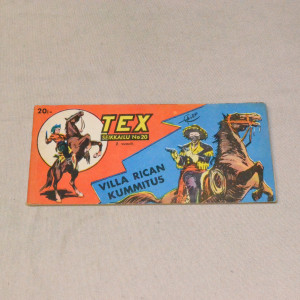 20:-
TEX
SEIKKAILU No 20
VILLA RICAN
KUMMITUS